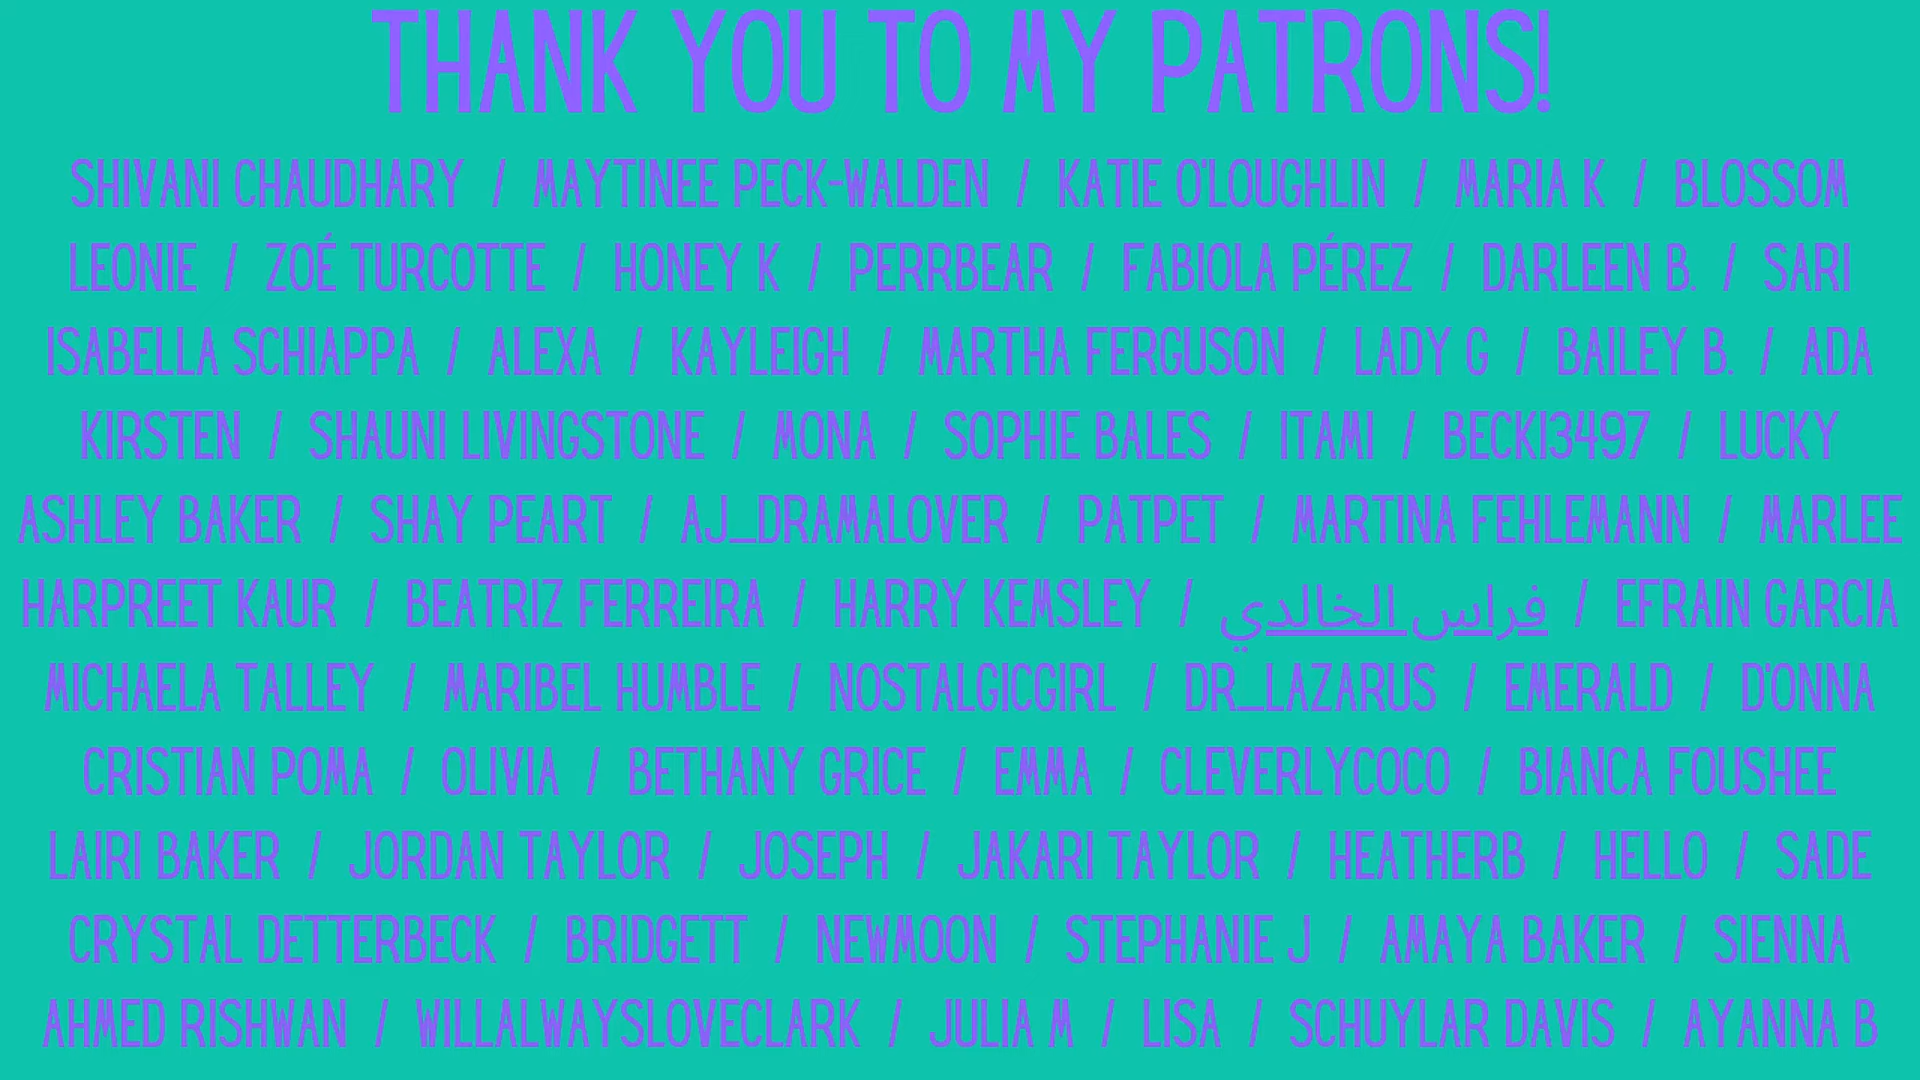 THANK YOU TO MY PATRONS!
SHIVANI CHAUDHARY / MAYTINEE PECK-WALDEN / KATIE O'LOUGHLIN / MARIA K / BLOSSOM
LEONIE / ZOÉ TURCOTTE / HONEY K / PERRBEAR / FABIOLA PÉREZ / DARLEEN B. / SARI
ISABELLA SCHIAPPA / ALEXA / KAYLEIGH / MARTHA FERGUSON / LADY G / BAILEY B. / ADA
KIRSTEN / SHAUNI LIVINGSTONE / MONA / SOPHIE BALES / ITAMI / BECKI3497 / LUCKY
ASHLEY BAKER / SHAY PEART / AJ_DRAMALOVER / PATPET / MARTINA FEHLEMANN / MARLEE
HARPREET KAUR / BEATRIZ FERREIRA / HARRY KEMSLEY / فراس الخالدي / EFRAIN GARCIA
MICHAELA TALLEY / MARIBEL HUMBLE / NOSTALGICGIRL / DR_LAZARUS / EMERALD / D'ONNA
CRISTIAN POMA / OLIVIA / BETHANY GRICE / EMMA / CLEVERLYCOCO / BIANCA FOUSHEE
LAIRI BAKER / JORDAN TAYLOR / JOSEPH / JAKARI TAYLOR / HEATHERB / HELLO / SADE
CRYSTAL DETTERBECK / BRIDGETT / NEWMOON / STEPHANIE J / AMAYA BAKER / SIENNA
AHMED RISHWAN / WILLALWAYSLOVECLARK / JULIA M / LISA / SCHUYLAR DAVIS / AYANNA B